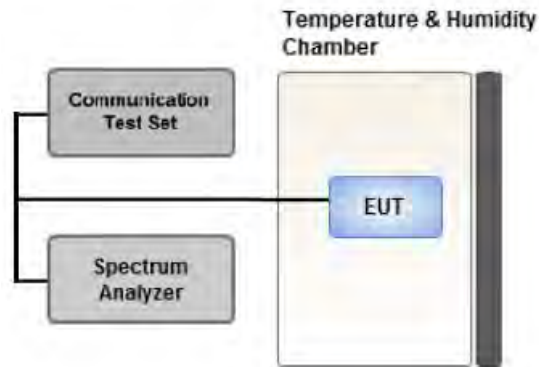 Temperature & Humidity
Chamber
Communication
Test Set
EUT
Spectrum
Analyzer